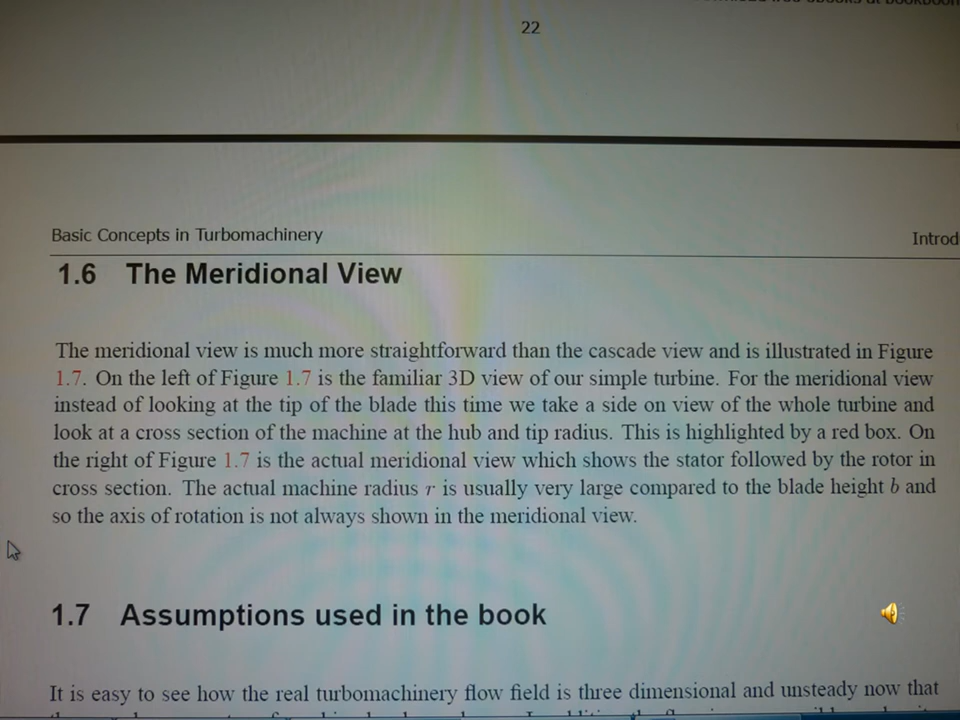 22
Basic Concepts in Turbomachinery
Introd
1.6 The Meridional View
The meridional view is much more straightforward than the cascade view and is illustrated in Figure
1.7. On the left of Figure 1.7 is the familiar 3D view of our simple turbine. For the meridional view
instead of looking at the tip of the blade this time we take a side on view of the whole turbine and
look at a cross section of the machine at the hub and tip radius. This is highlighted by a red box. On
the right of Figure 1.7 is the actual meridional view which shows the stator followed by the rotor in
cross section. The actual machine radius r is usually very large compared to the blade height b and
so the axis of rotation is not always shown in the meridional view.
1.7 Assumptions used in the book
It is easy to see how the real turbomachinery flow field is three dimensional and unsteady now that